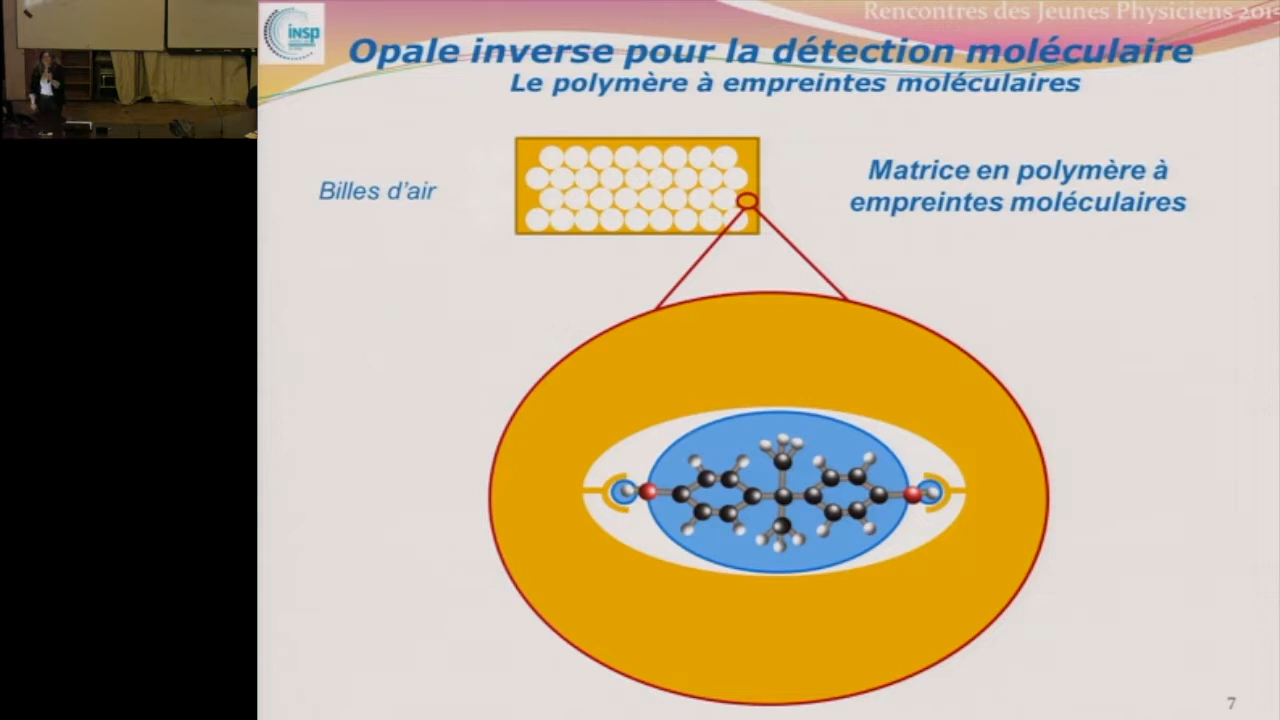 Rencontres des Jeunes Physiciens 201
insp
Opale inverse pour la détection moléculaire
Le polymère à empreintes moléculaires
Billes d'air
Matrice en polymère à
empreintes moléculaires
7